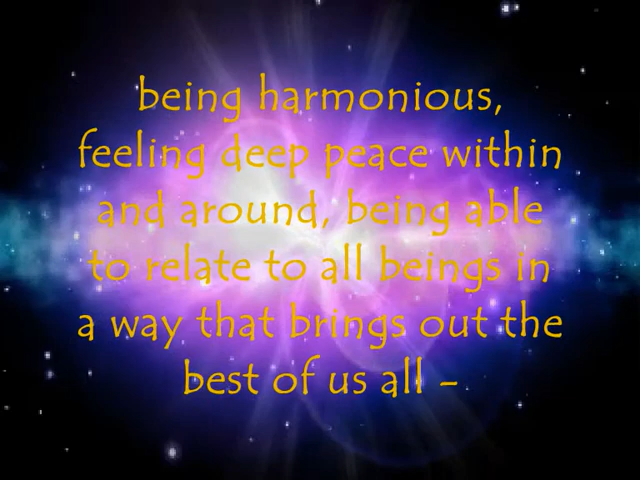 being harmonious,
feeling deep peace within
and around, being able
to relate to all beings in
a way that brings out the
best of us all -